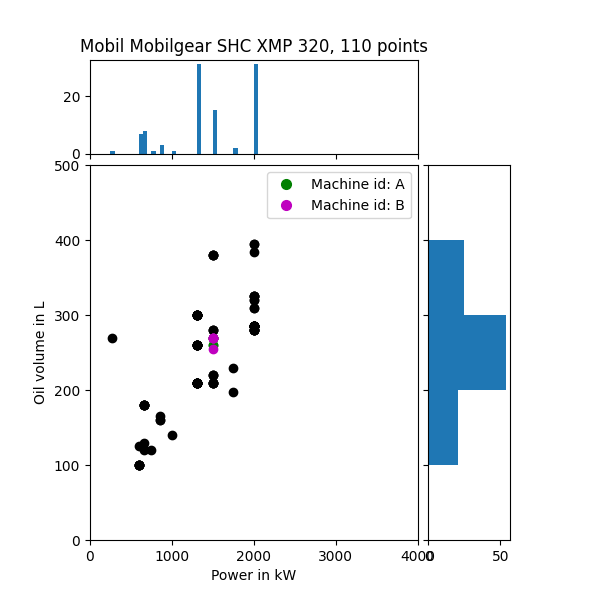 Mobil Mobilgear SHC XMP 320, 110 points
20
0
500
400
300
200
100
0
Oil volume in L
Machine id: A
Machine id: B
0 1000 2000 3000 4000
0 50
Power in kW